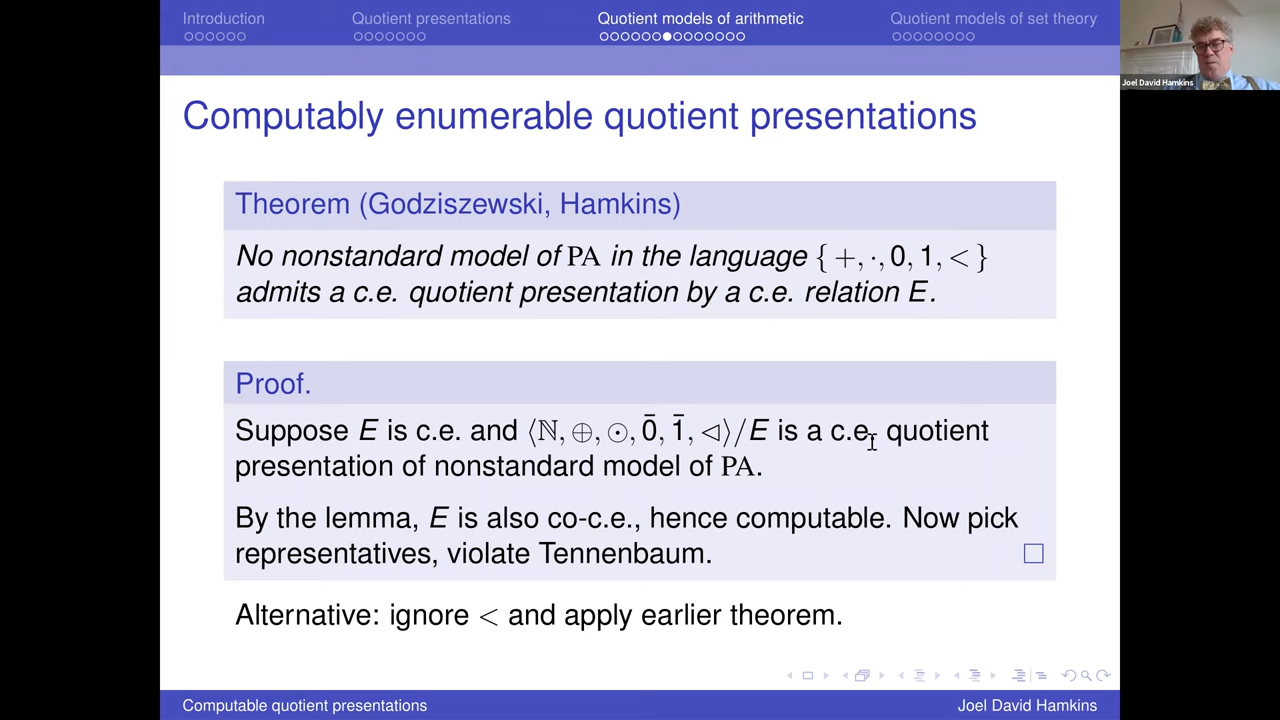 Introduction Quotient presentations Quotient models of arithmetic Quotient models of set theory
Joel David Hamkins
Computably enumerable quotient presentations
Theorem (Godziszewski, Hamkins)
No nonstandard model of PA in the language { +, ·, 0, 1, < }
admits a c.e. quotient presentation by a c.e. relation E.
Proof.
Suppose E is c.e. and ⟨ℕ, ⊕, ⊙, 0̄, 1̄, ◁⟩/E is a c.e. quotient
presentation of nonstandard model of PA.
By the lemma, E is also co-c.e., hence computable. Now pick
representatives, violate Tennenbaum.
Alternative: ignore < and apply earlier theorem.
Computable quotient presentations Joel David Hamkins